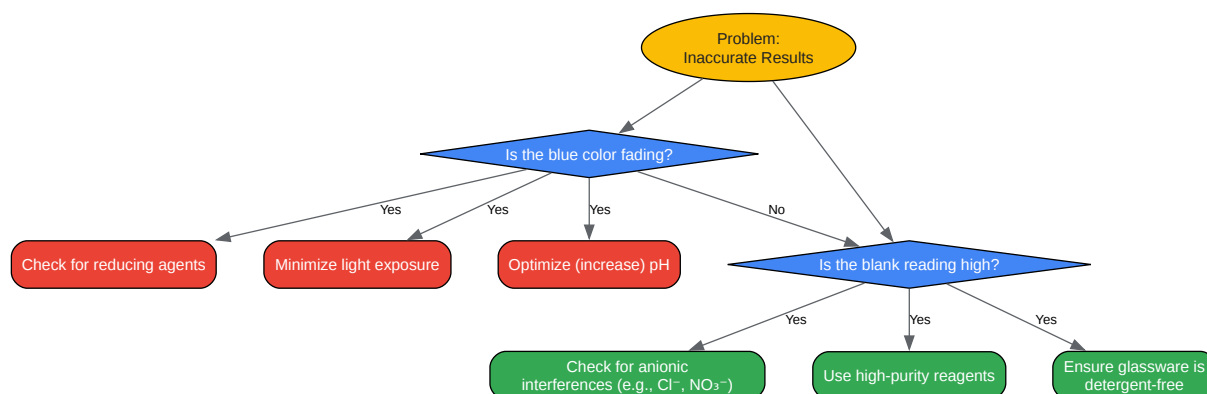 Problem:
Inaccurate Results
Is the blue color fading?
Yes
Yes
Yes
No
Check for reducing agents
Minimize light exposure
Optimize (increase) pH
Is the blank reading high?
Yes
Yes
Yes
Check for anionic
interferences (e.g., Cl⁻, NO₃⁻)
Use high-purity reagents
Ensure glassware is
detergent-free